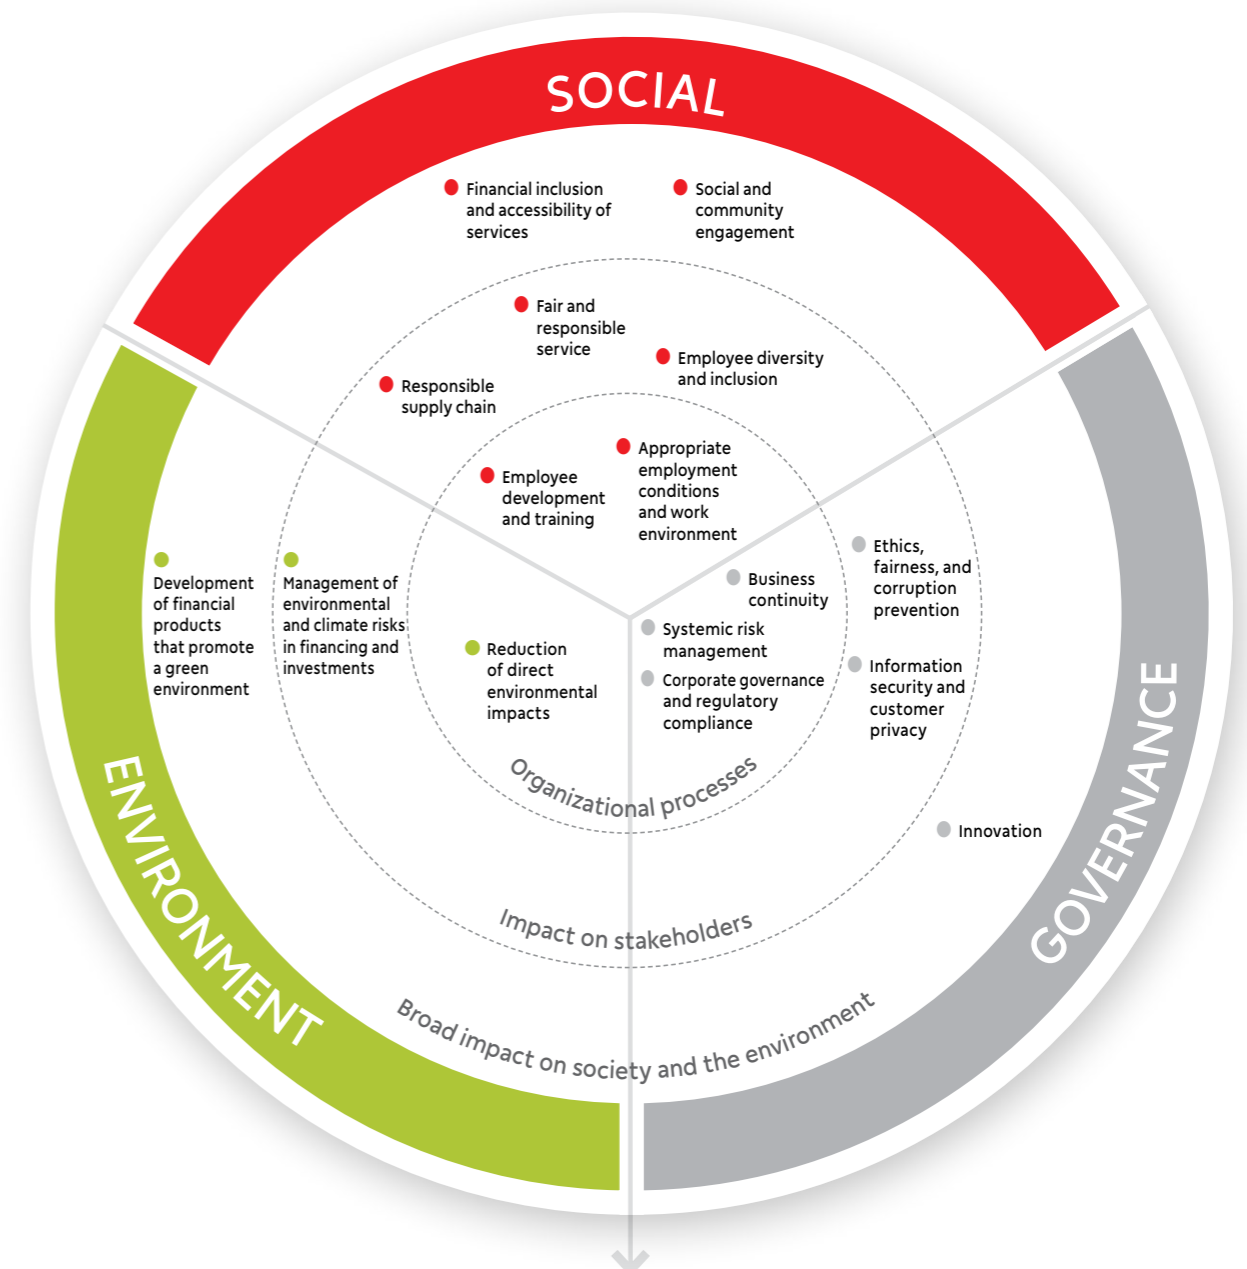 SOCIAL
Financial inclusion
and accessibility of
services
Social and
community
engagement
Fair and
responsible
service
Employee diversity
and inclusion
Responsible
supply chain
Appropriate
employment
conditions
and work
environment
Employee
development
and training
ENVIRONMENT
Development
of financial
products
that promote
a green
environment
Management of
environmental
and climate risks
in financing and
investments
Reduction
of direct
environmental
impacts
GOVERNANCE
Business
continuity
Systemic risk
management
Corporate governance
and regulatory
compliance
Ethics,
fairness, and
corruption
prevention
Information
security and
customer
privacy
Innovation
Organizational processes
Impact on stakeholders
Broad impact on society and the environment